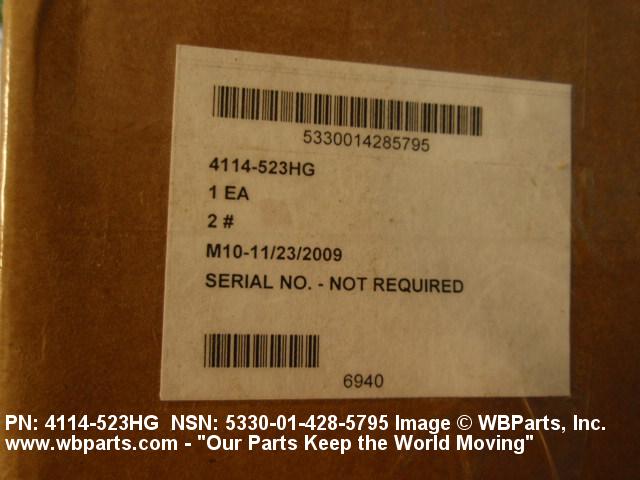 5330014285795
4114-523HG
1 EA
2 #
M10-11/23/2009
SERIAL NO. - NOT REQUIRED
6940
PN: 4114-523HG  NSN: 5330-01-428-5795 Image © WBParts, Inc.
www.wbparts.com - "Our Parts Keep the World Moving"